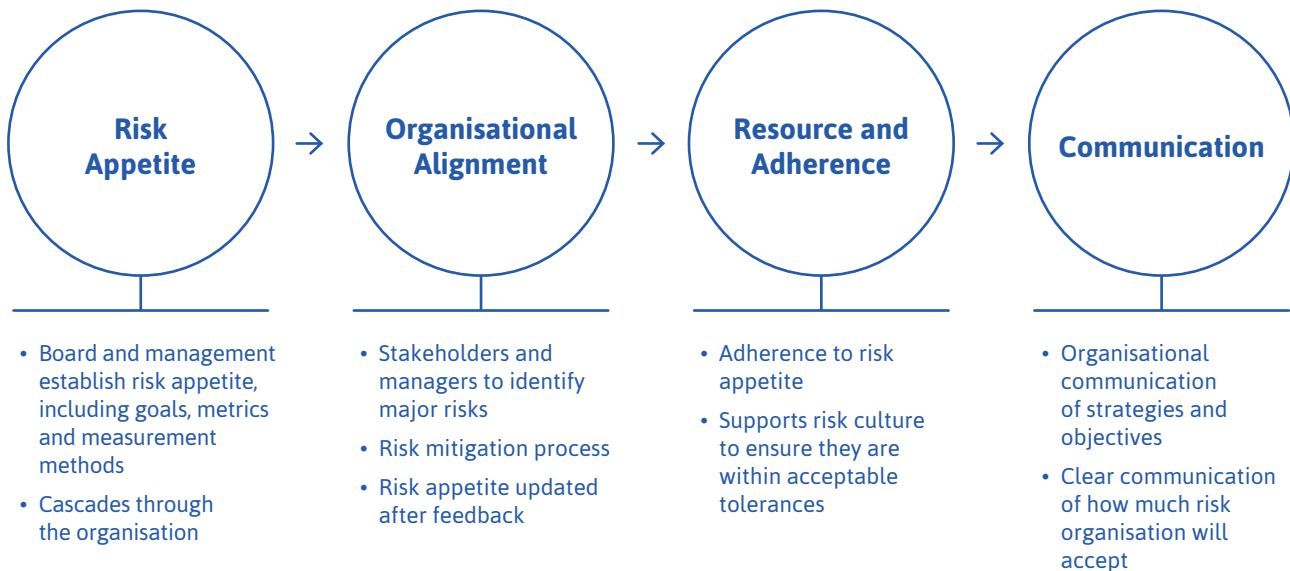 Risk
Appetite
Organisational
Alignment
Resource and
Adherence
Communication
• Board and management
establish risk appetite,
including goals, metrics
and measurement
methods
• Cascades through
the organisation
• Stakeholders and
managers to identify
major risks
• Risk mitigation process
• Risk appetite updated
after feedback
• Adherence to risk
appetite
• Supports risk culture
to ensure they are
within acceptable
tolerances
• Organisational
communication
of strategies and
objectives
• Clear communication
of how much risk
organisation will
accept